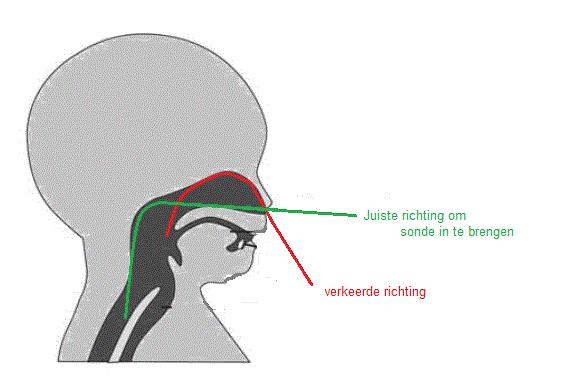 Juiste richting om
sonde in te brengen
verkeerde richting